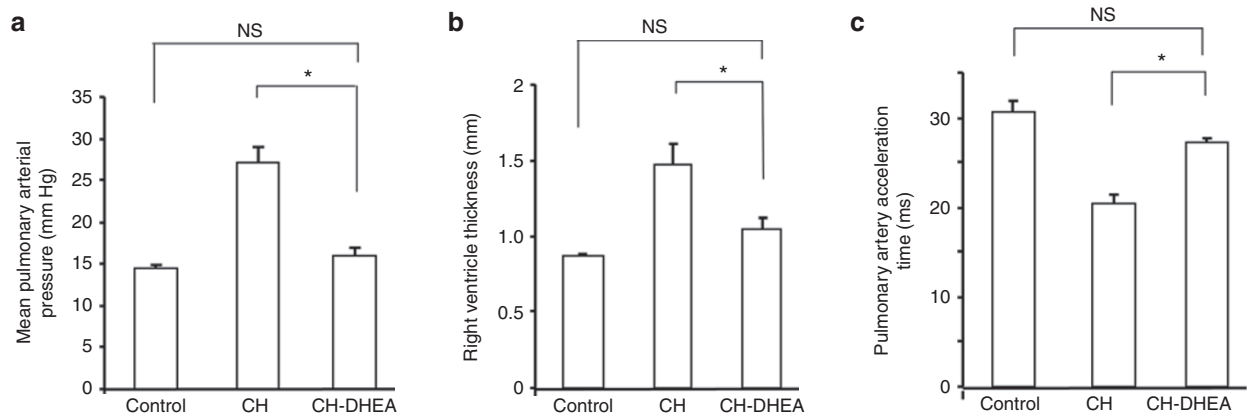 a
NS
*
Mean pulmonary arterial
pressure (mm Hg)
35
30
25
20
15
10
5
0
Control CH CH-DHEA
b
NS
*
Right ventricle thickness (mm)
2
1.5
1.0
0.5
0
Control CH CH-DHEA
c
NS
*
Pulmonary artery acceleration
time (ms)
30
20
10
0
Control CH CH-DHEA